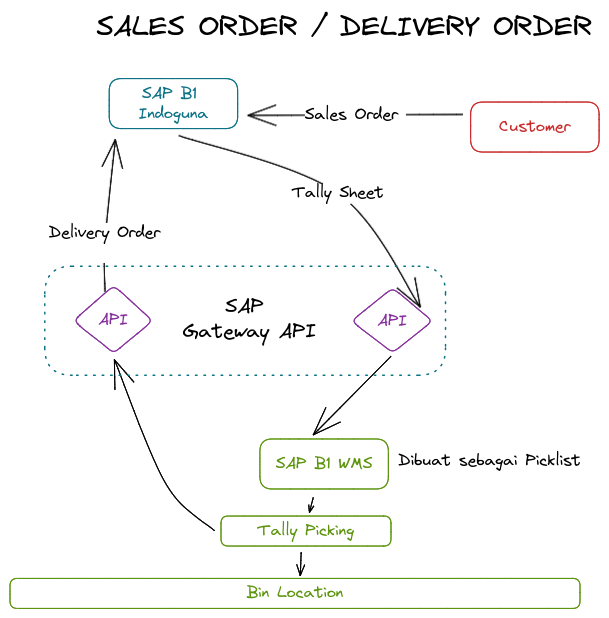 SALES ORDER / DELIVERY ORDER
SAP B1
Indoguna
Sales Order
Customer
Tally Sheet
Delivery Order
API
SAP
Gateway API
API
SAP B1 WMS
Dibuat sebagai Picklist
Tally Picking
Bin Location